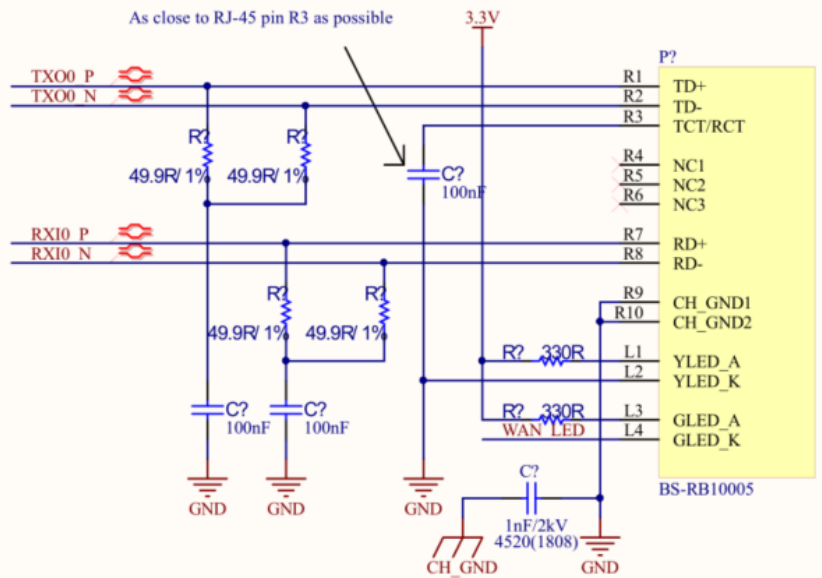 As close to RJ-45 pin R3 as possible
3.3V
P?
TXO0_P
R1
TD+
TXO0_N
R2
TD-
R3
TCT/RCT
R?
R?
49.9R/ 1%
49.9R/ 1%
C?
100nF
R4
NC1
R5
NC2
R6
NC3
RXI0_P
R7
RD+
RXI0_N
R8
RD-
R?
R?
49.9R/ 1%
49.9R/ 1%
R9
CH_GND1
R10
CH_GND2
R?
330R
L1
YLED_A
L2
YLED_K
C?
100nF
C?
100nF
R?
330R
L3
GLED_A
WAN_LED
L4
GLED_K
GND
GND
GND
C?
1nF/2kV
4520(1808)
BS-RB10005
CH_GND
GND